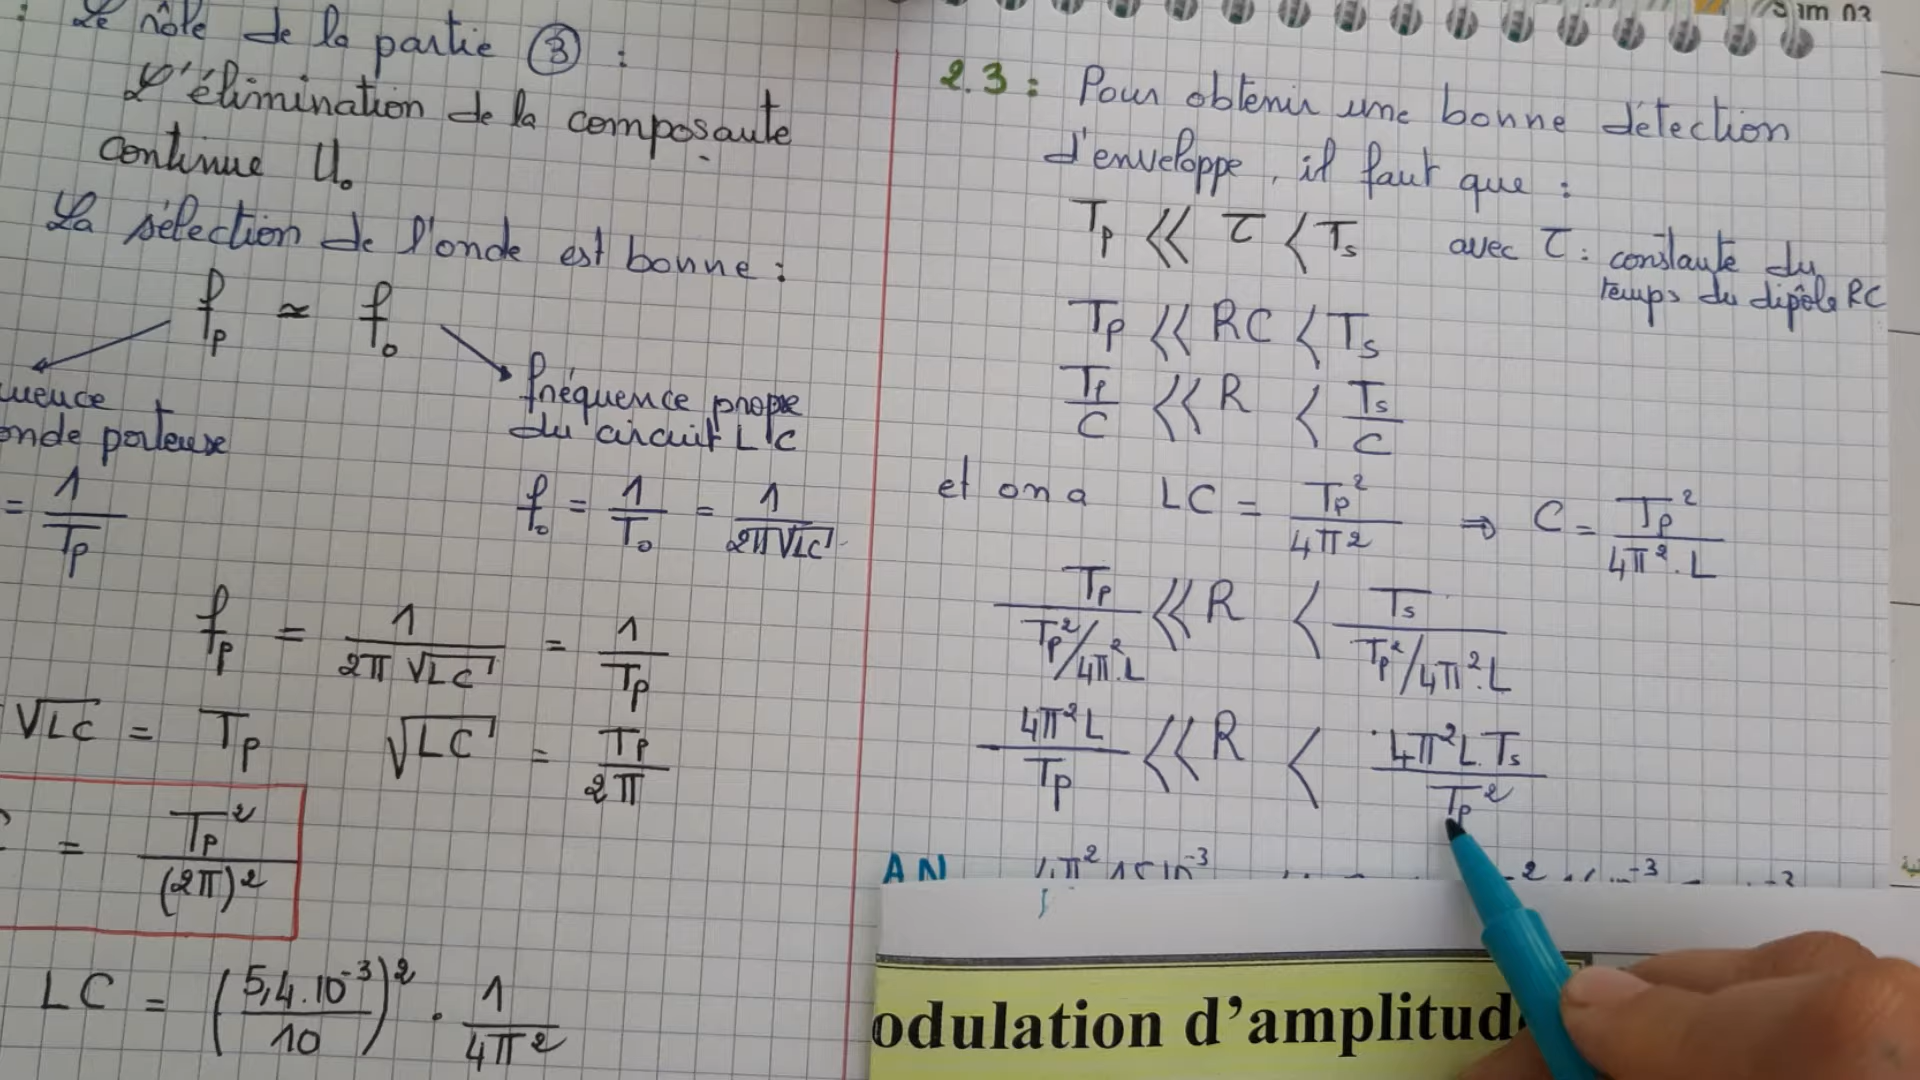 : Le rôle de la partie ③ :
L'élimination de la composante
continue U₀
La sélection de l'onde est bonne :
fp ≃ f₀
uence
onde porteuse
fréquence propre
du circuit LC
= 1/Tp
f₀ = 1/T₀ = 1/(2π√LC)
fp = 1/(2π√LC) = 1/Tp
√LC = Tp
√LC = Tp/2π
= Tp²/(2π)²
LC = (5,4.10⁻³/10)² . 1/4π²
2.3 : Pour obtenir une bonne détection
d'enveloppe, il faut que :
Tp << τ < Ts avec τ : constante du
temps du dipôle RC
Tp << RC < Ts
Tp/C << R < Ts/C
et on a LC = Tp²/4π² ⇒ C = Tp²/(4π².L)
Tp/(Tp²/4π².L) << R < Ts/(Tp²/4π².L)
4π²L/Tp << R < 4π²L.Ts/Tp²
AN
odulation d'amplitud